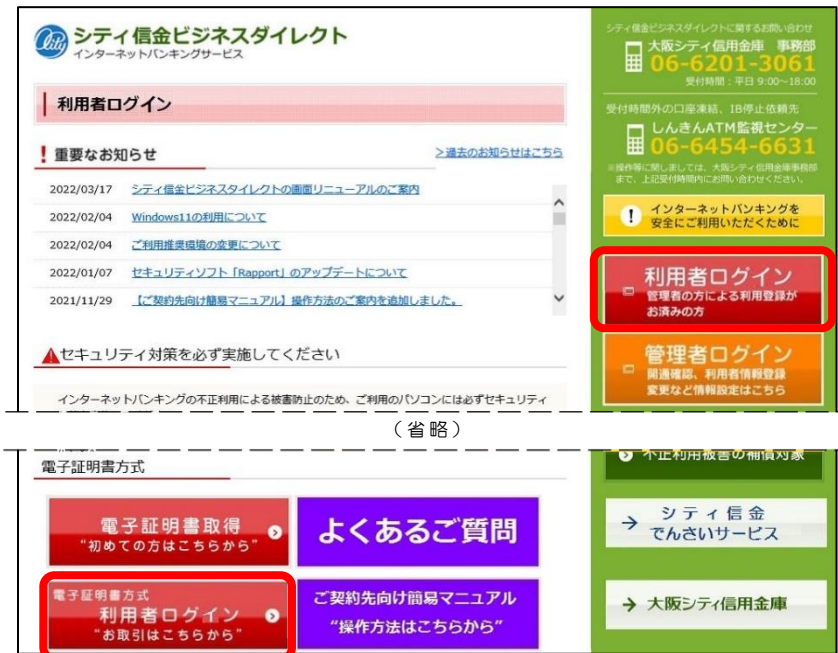 City
シティ信金ビジネスダイレクト
インターネットバンキングサービス
利用者ログイン
! 重要なお知らせ
>過去のお知らせはこちら
2022/03/17 シティ信金ビジネスダイレクトの画面リニューアルのご案内
2022/02/04 Windows11の利用について
2022/02/04 ご利用推奨環境の変更について
2022/01/07 セキュリティソフト「Rapport」のアップデートについて
2021/11/29 【ご契約先向け簡易マニュアル】操作方法のご案内を追加しました。
セキュリティ対策を必ず実施してください
インターネットバンキングの不正利用による被害防止のため、ご利用のパソコンには必ずセキュリティ
シティ信金ビジネスダイレクトに関するお問い合わせ
大阪シティ信用金庫 事務部
06-6201-3061
受付時間：平日 9:00～18:00
受付時間外の口座凍結、IB停止依頼先
しんきんATM監視センター
06-6454-6631
※操作等に関しましては、大阪シティ信用金庫事務部
まで、上記受付時間内にお問い合わせください。
! インターネットバンキングを
安全にご利用いただくために
利用者ログイン
管理者の方による利用登録が
お済みの方
管理者ログイン
開通確認、利用者情報登録
変更など情報設定はこちら
（省略）
電子証明書方式
電子証明書取得
“初めての方はこちらから”
よくあるご質問
電子証明書方式
利用者ログイン
“お取引はこちらから”
ご契約先向け簡易マニュアル
“操作方法はこちらから”
不正利用被害の補償対象
→ シティ信金
でんさいサービス
→ 大阪シティ信用金庫